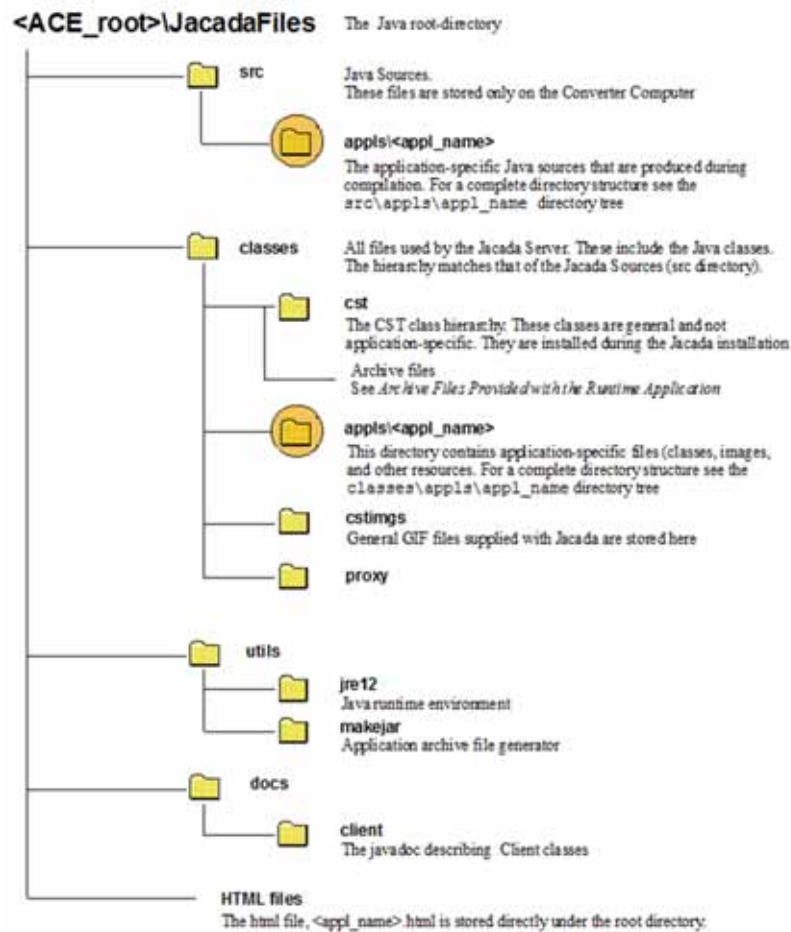 <ACE_root>\JacadaFiles The Java root-directory
src Java Sources.
These files are stored only on the Converter Computer
appls\<appl_name>
The application-specific Java sources that are produced during
compilation. For a complete directory structure see the
src\appls\appl_name directory tree
classes All files used by the Jacada Server. These include the Java classes.
The hierarchy matches that of the Jacada Sources (src directory).
cst
The CST class hierarchy. These classes are general and not
application-specific. They are installed during the Jacada installation
Archive files
See Archive Files Provided with the Runtime Application
appls\<appl_name>
This directory contains application-specific files (classes, images,
and other resources. For a complete directory structure see the
classes\appls\appl_name directory tree
cstimgs
General GIF files supplied with Jacada are stored here
proxy
utils
jre12
Java runtime environment
makejar
Application archive file generator
docs
client
The javadoc describing Client classes
HTML files
The html file, <appl_name>.html is stored directly under the root directory.